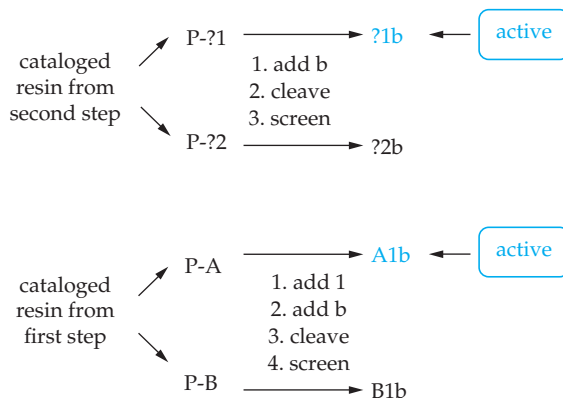 cataloged
resin from
second step
P-?1
1. add b
2. cleave
3. screen
P-?2
?1b
active
?2b
cataloged
resin from
first step
P-A
1. add 1
2. add b
3. cleave
4. screen
P-B
A1b
active
B1b